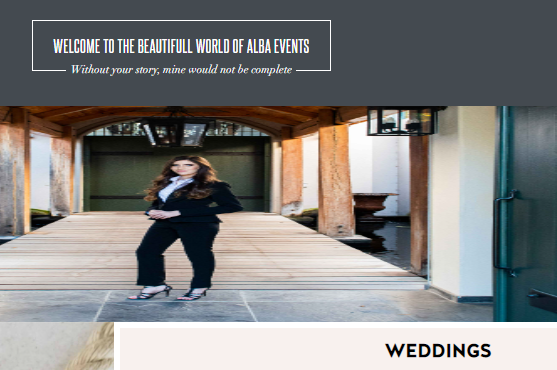 WELCOME TO THE BEAUTIFULL WORLD OF ALBA EVENTS
Without your story, mine would not be complete
WEDDINGS